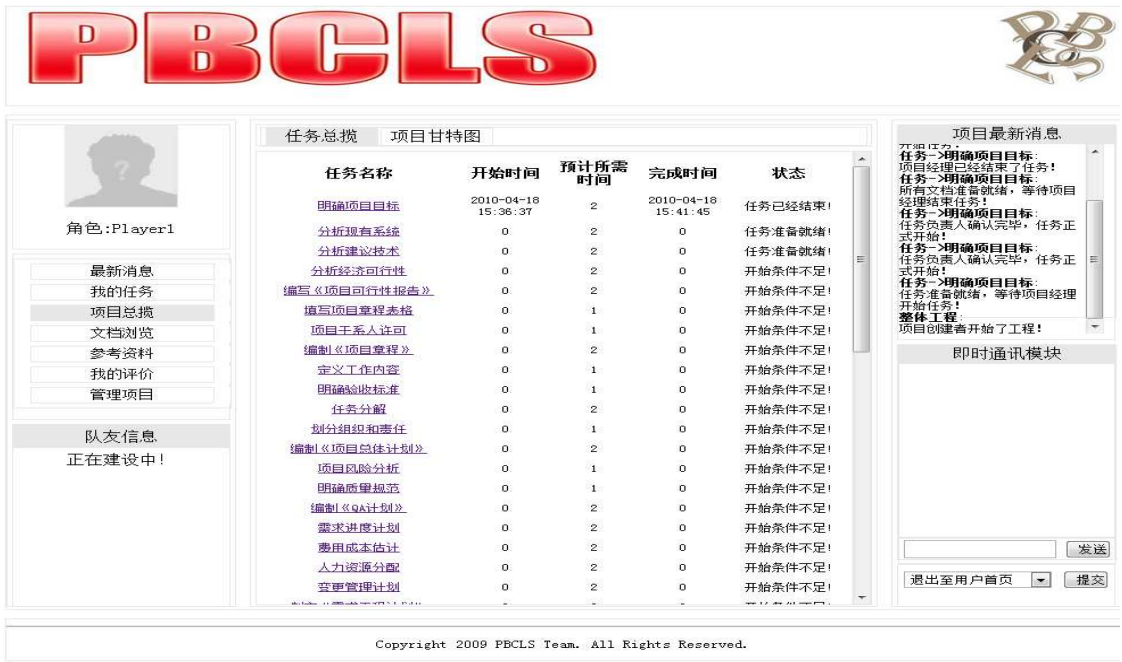 PBCLS
角色:Player1
最新消息
我的任务
项目总揽
文档浏览
参考资料
我的评价
管理项目
队友信息
正在建设中!
任务总揽 项目甘特图
任务名称 开始时间 预计所需时间 完成时间 状态
明确项目目标 2010-04-18 15:36:37 2 2010-04-18 15:41:45 任务已经结束!
分析现有系统 0 2 0 任务准备就绪!
分析建议技术 0 2 0 任务准备就绪!
分析经济可行性 0 2 0 开始条件不足!
编写《项目可行性报告》 0 2 0 开始条件不足!
填写项目章程表格 0 1 0 开始条件不足!
项目干系人许可 0 1 0 开始条件不足!
编制《项目章程》 0 2 0 开始条件不足!
定义工作内容 0 1 0 开始条件不足!
明确验收标准 0 1 0 开始条件不足!
任务分解 0 2 0 开始条件不足!
划分组织和责任 0 1 0 开始条件不足!
编制《项目总体计划》 0 2 0 开始条件不足!
项目风险分析 0 1 0 开始条件不足!
明确质量规范 0 1 0 开始条件不足!
编制《QA计划》 0 2 0 开始条件不足!
需求进度计划 0 2 0 开始条件不足!
费用成本估计 0 2 0 开始条件不足!
人力资源分配 0 2 0 开始条件不足!
变更管理计划 0 2 0 开始条件不足!
项目最新消息
开始任务!
任务->明确项目目标:
项目经理已经结束了任务!
任务->明确项目目标:
所有文档准备就绪，等待项目
经理结束任务!
任务->明确项目目标:
任务负责人确认完毕，任务正
式开始!
任务->明确项目目标:
任务负责人确认完毕，任务正
式开始!
任务->明确项目目标:
任务准备就绪，等待项目经理
开始任务!
整体工程:
项目创建者开始了工程!
即时通讯模块
发送
退出至用户首页 提交
Copyright 2009 PBCLS Team. All Rights Reserved.